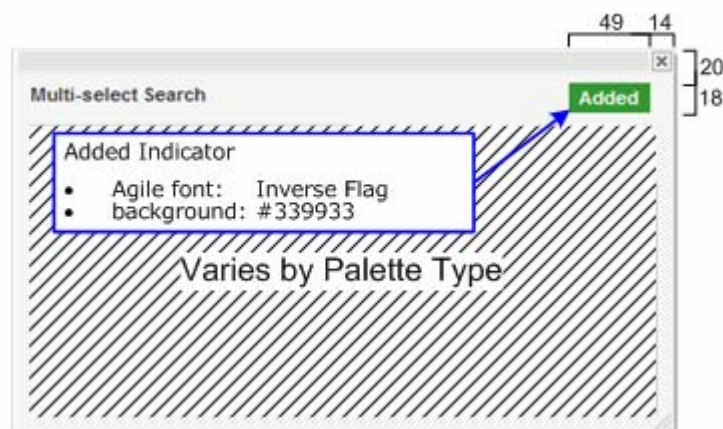 49 14
20
Multi-select Search
Added
18
Added Indicator
• Agile font: Inverse Flag
• background: #339933
Varies by Palette Type